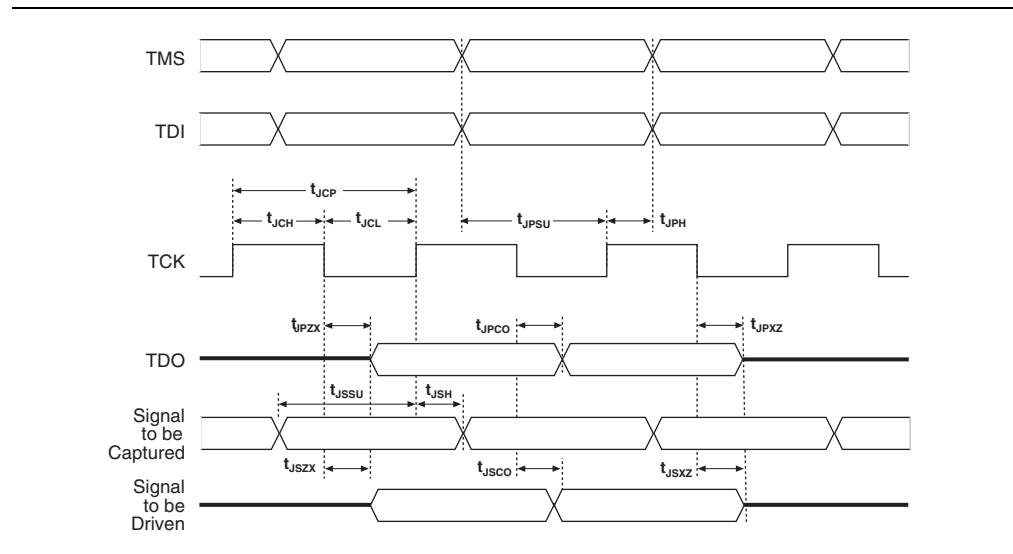 TMS
TDI
tJCP
tJCH
tJCL
tJPSU
tJPH
TCK
tJPZX
tJPCO
tJPXZ
TDO
tJSSU
tJSH
Signal
to be
Captured
tJSZX
tJSCO
tJSXZ
Signal
to be
Driven